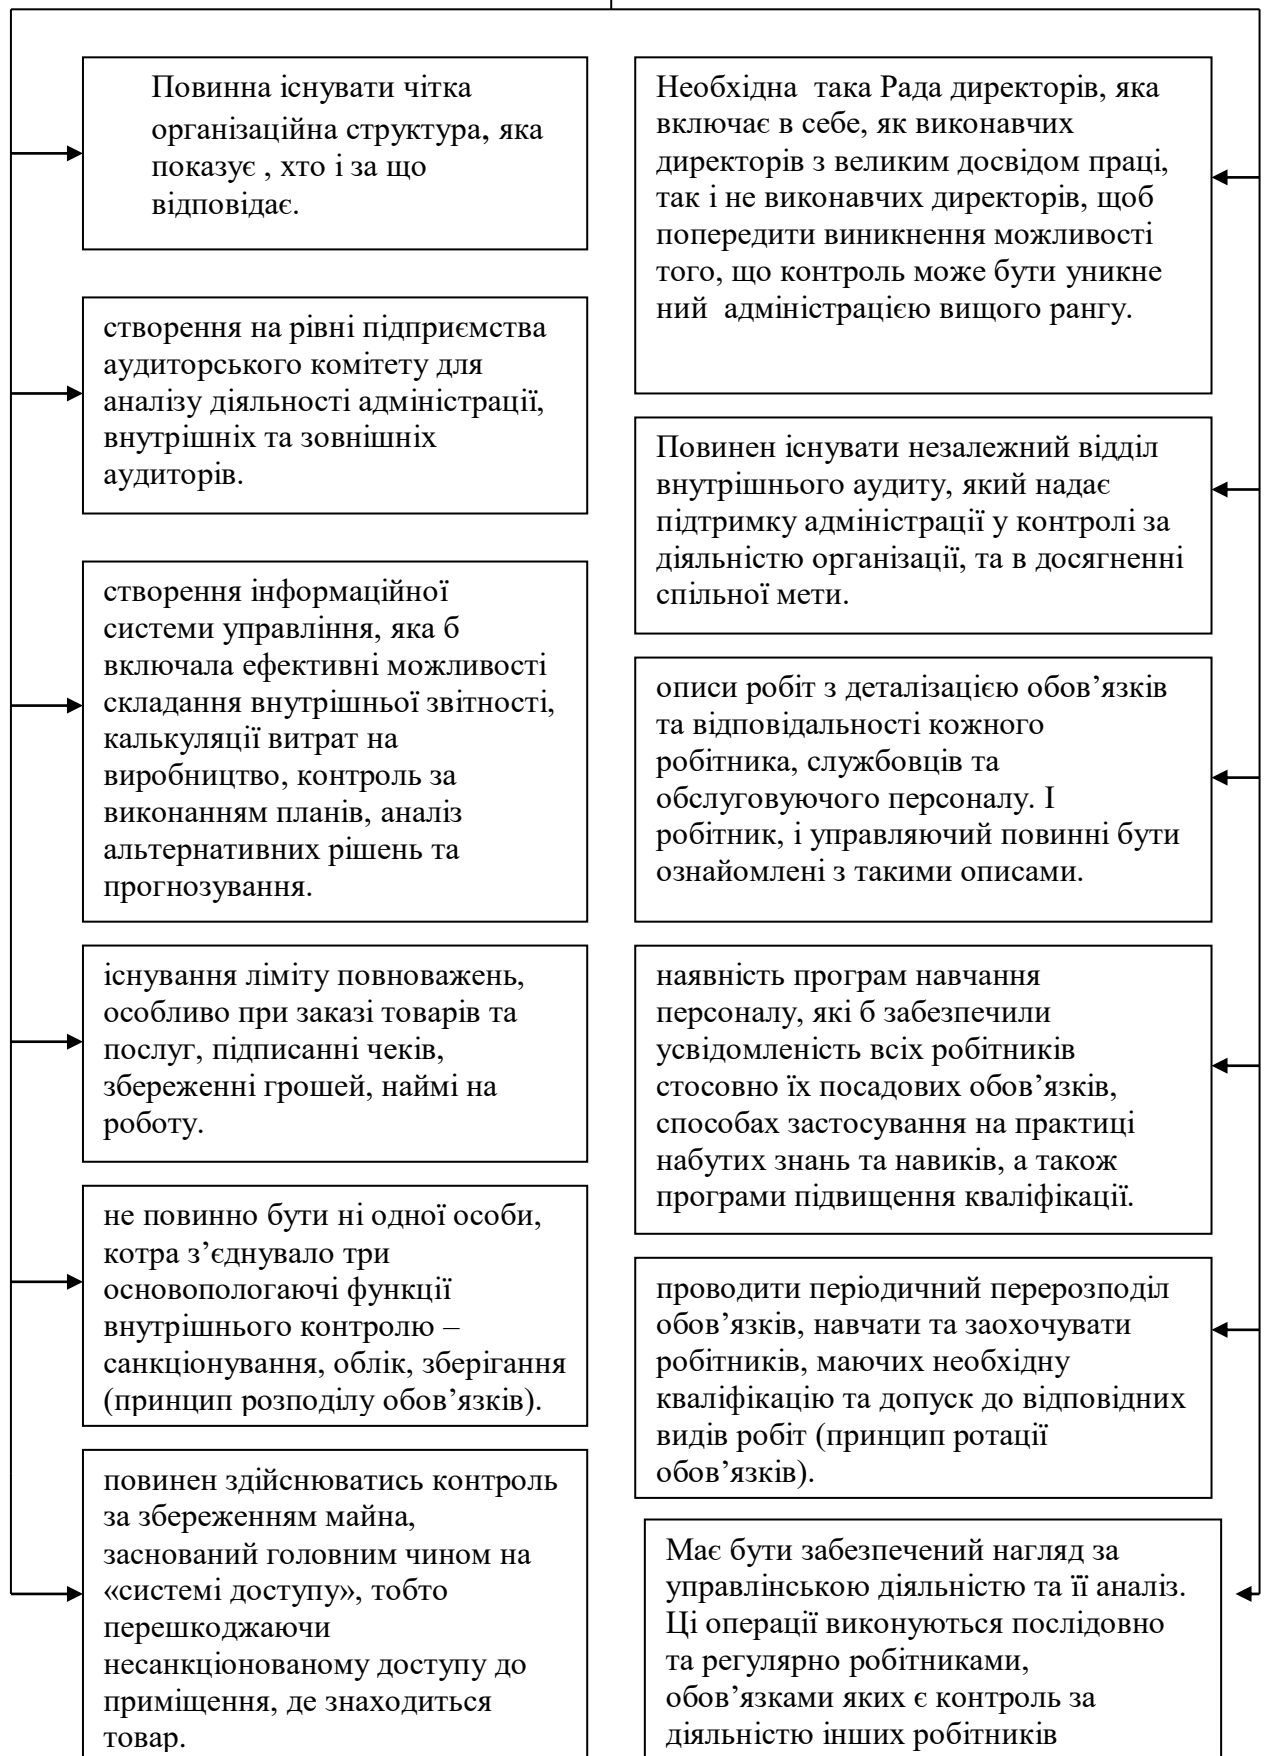 Повинна існувати чітка
організаційна структура, яка
показує , хто і за що
відповідає.
створення на рівні підприємства
аудиторського комітету для
аналізу діяльності адміністрації,
внутрішніх та зовнішніх
аудиторів.
створення інформаційної
системи управління, яка б
включала ефективні можливості
складання внутрішньої звітності,
калькуляції витрат на
виробництво, контроль за
виконанням планів, аналіз
альтернативних рішень та
прогнозування.
існування ліміту повноважень,
особливо при заказі товарів та
послуг, підписанні чеків,
збереженні грошей, наймі на
роботу.
не повинно бути ні одної особи,
котра з’єднувало три
основопологаючі функції
внутрішнього контролю –
санкціонування, облік, зберігання
(принцип розподілу обов’язків).
повинен здійснюватись контроль
за збереженням майна,
заснований головним чином на
«системі доступу», тобто
перешкоджаючи
несанкціонованому доступу до
приміщення, де знаходиться
товар.
Необхідна  така Рада директорів, яка
включає в себе, як виконавчих
директорів з великим досвідом праці,
так і не виконавчих директорів, щоб
попередити виникнення можливості
того, що контроль може бути уникне
ний  адміністрацією вищого рангу.
Повинен існувати незалежний відділ
внутрішнього аудиту, який надає
підтримку адміністрації у контролі за
діяльністю організації, та в досягненні
спільної мети.
описи робіт з деталізацією обов’язків
та відповідальності кожного
робітника, службовців та
обслуговуючого персоналу. І
робітник, і управляючий повинні бути
ознайомлені з такими описами.
наявність програм навчання
персоналу, які б забезпечили
усвідомленість всіх робітників
стосовно їх посадових обов’язків,
способах застосування на практиці
набутих знань та навиків, а також
програми підвищення кваліфікації.
проводити періодичний перерозподіл
обов’язків, навчати та заохочувати
робітників, маючих необхідну
кваліфікацію та допуск до відповідних
видів робіт (принцип ротації
обов’язків).
Має бути забезпечений нагляд за
управлінською діяльністю та її аналіз.
Ці операції виконуються послідовно
та регулярно робітниками,
обов’язками яких є контроль за
діяльністю інших робітників